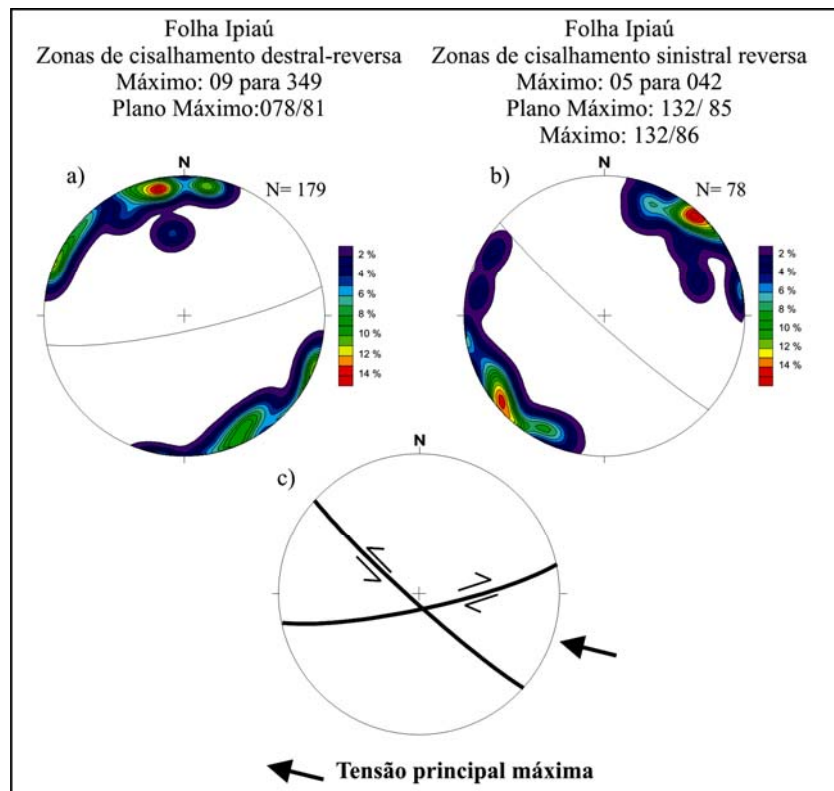 Folha Ipiaú
Zonas de cisalhamento destral-reversa
Máximo: 09 para 349
Plano Máximo:078/81
Folha Ipiaú
Zonas de cisalhamento sinistral reversa
Máximo: 05 para 042
Plano Máximo: 132/ 85
Máximo: 132/86
a)
N
N= 179
2 %
4 %
6 %
8 %
10 %
12 %
14 %
b)
N
N= 78
2 %
4 %
6 %
8 %
10 %
12 %
14 %
c)
N
Tensão principal máxima